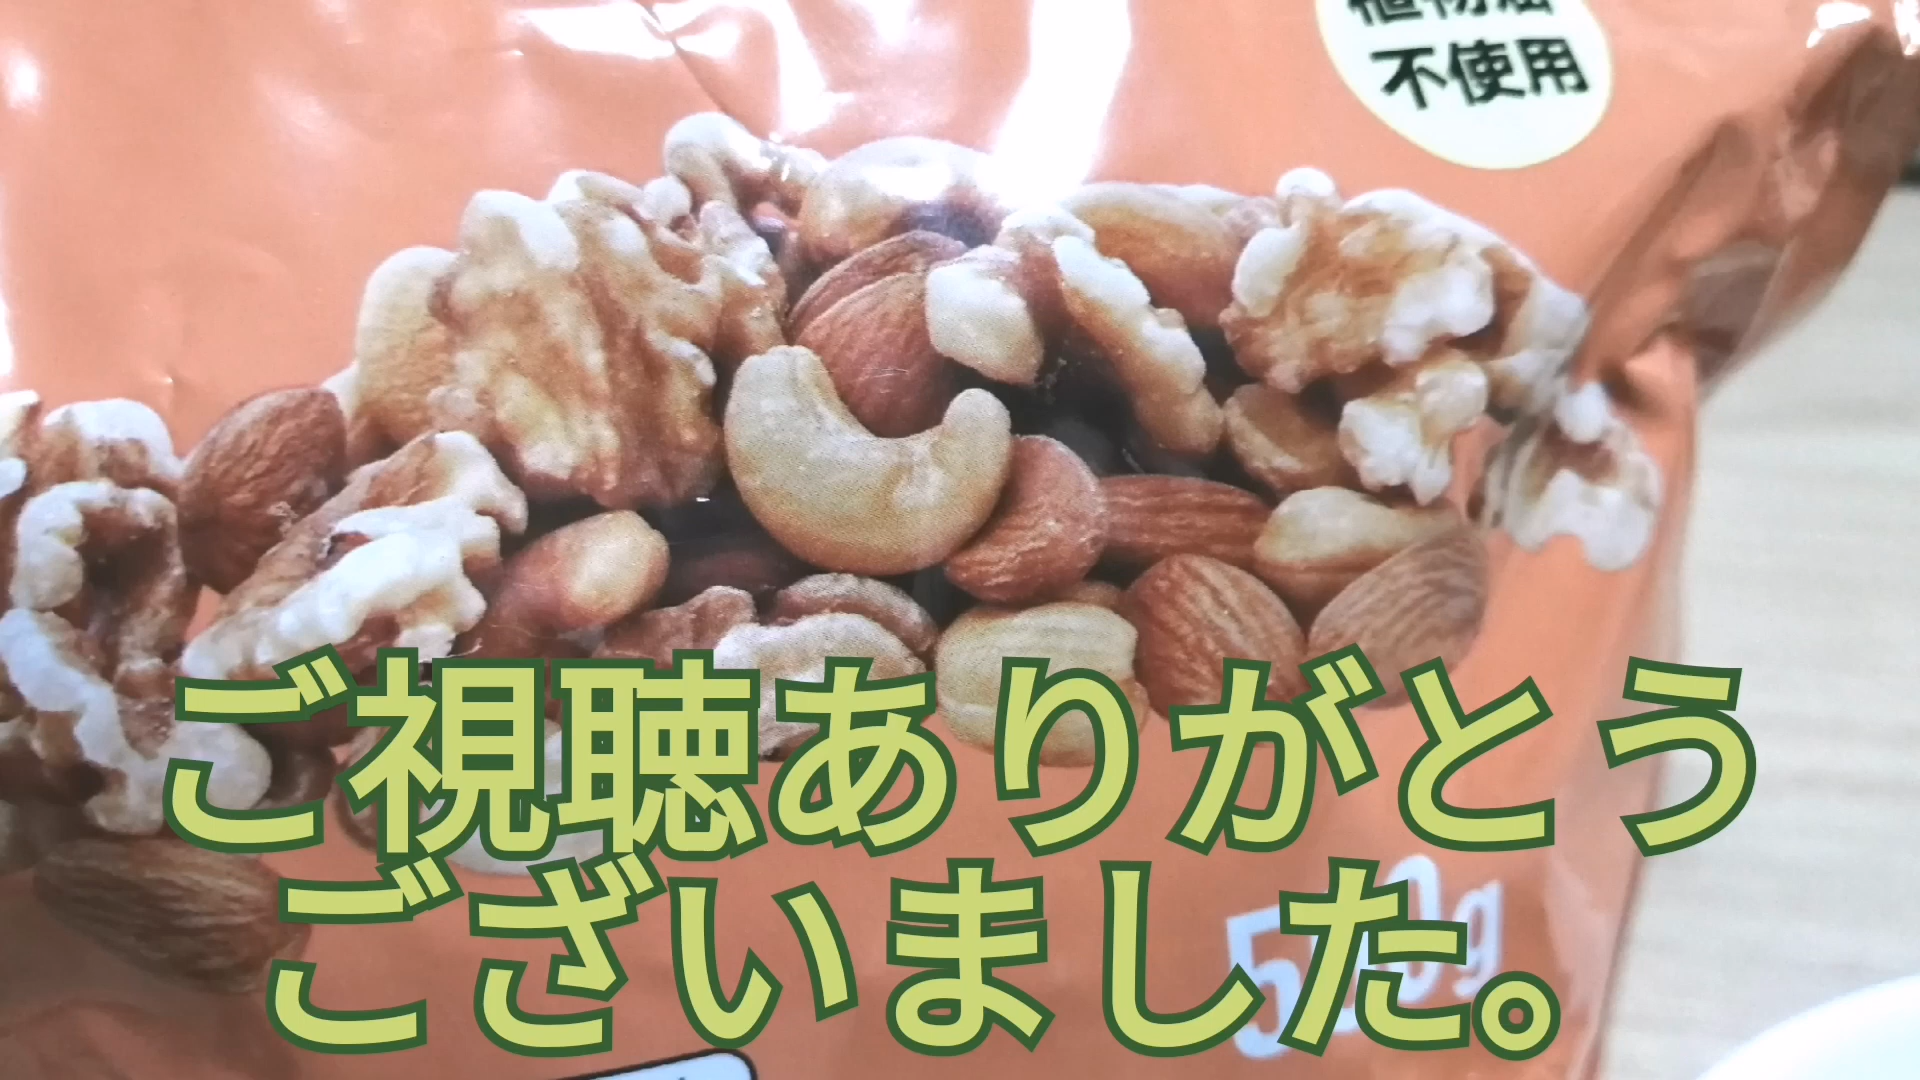 不使用
ご視聴ありがとう
ございました。